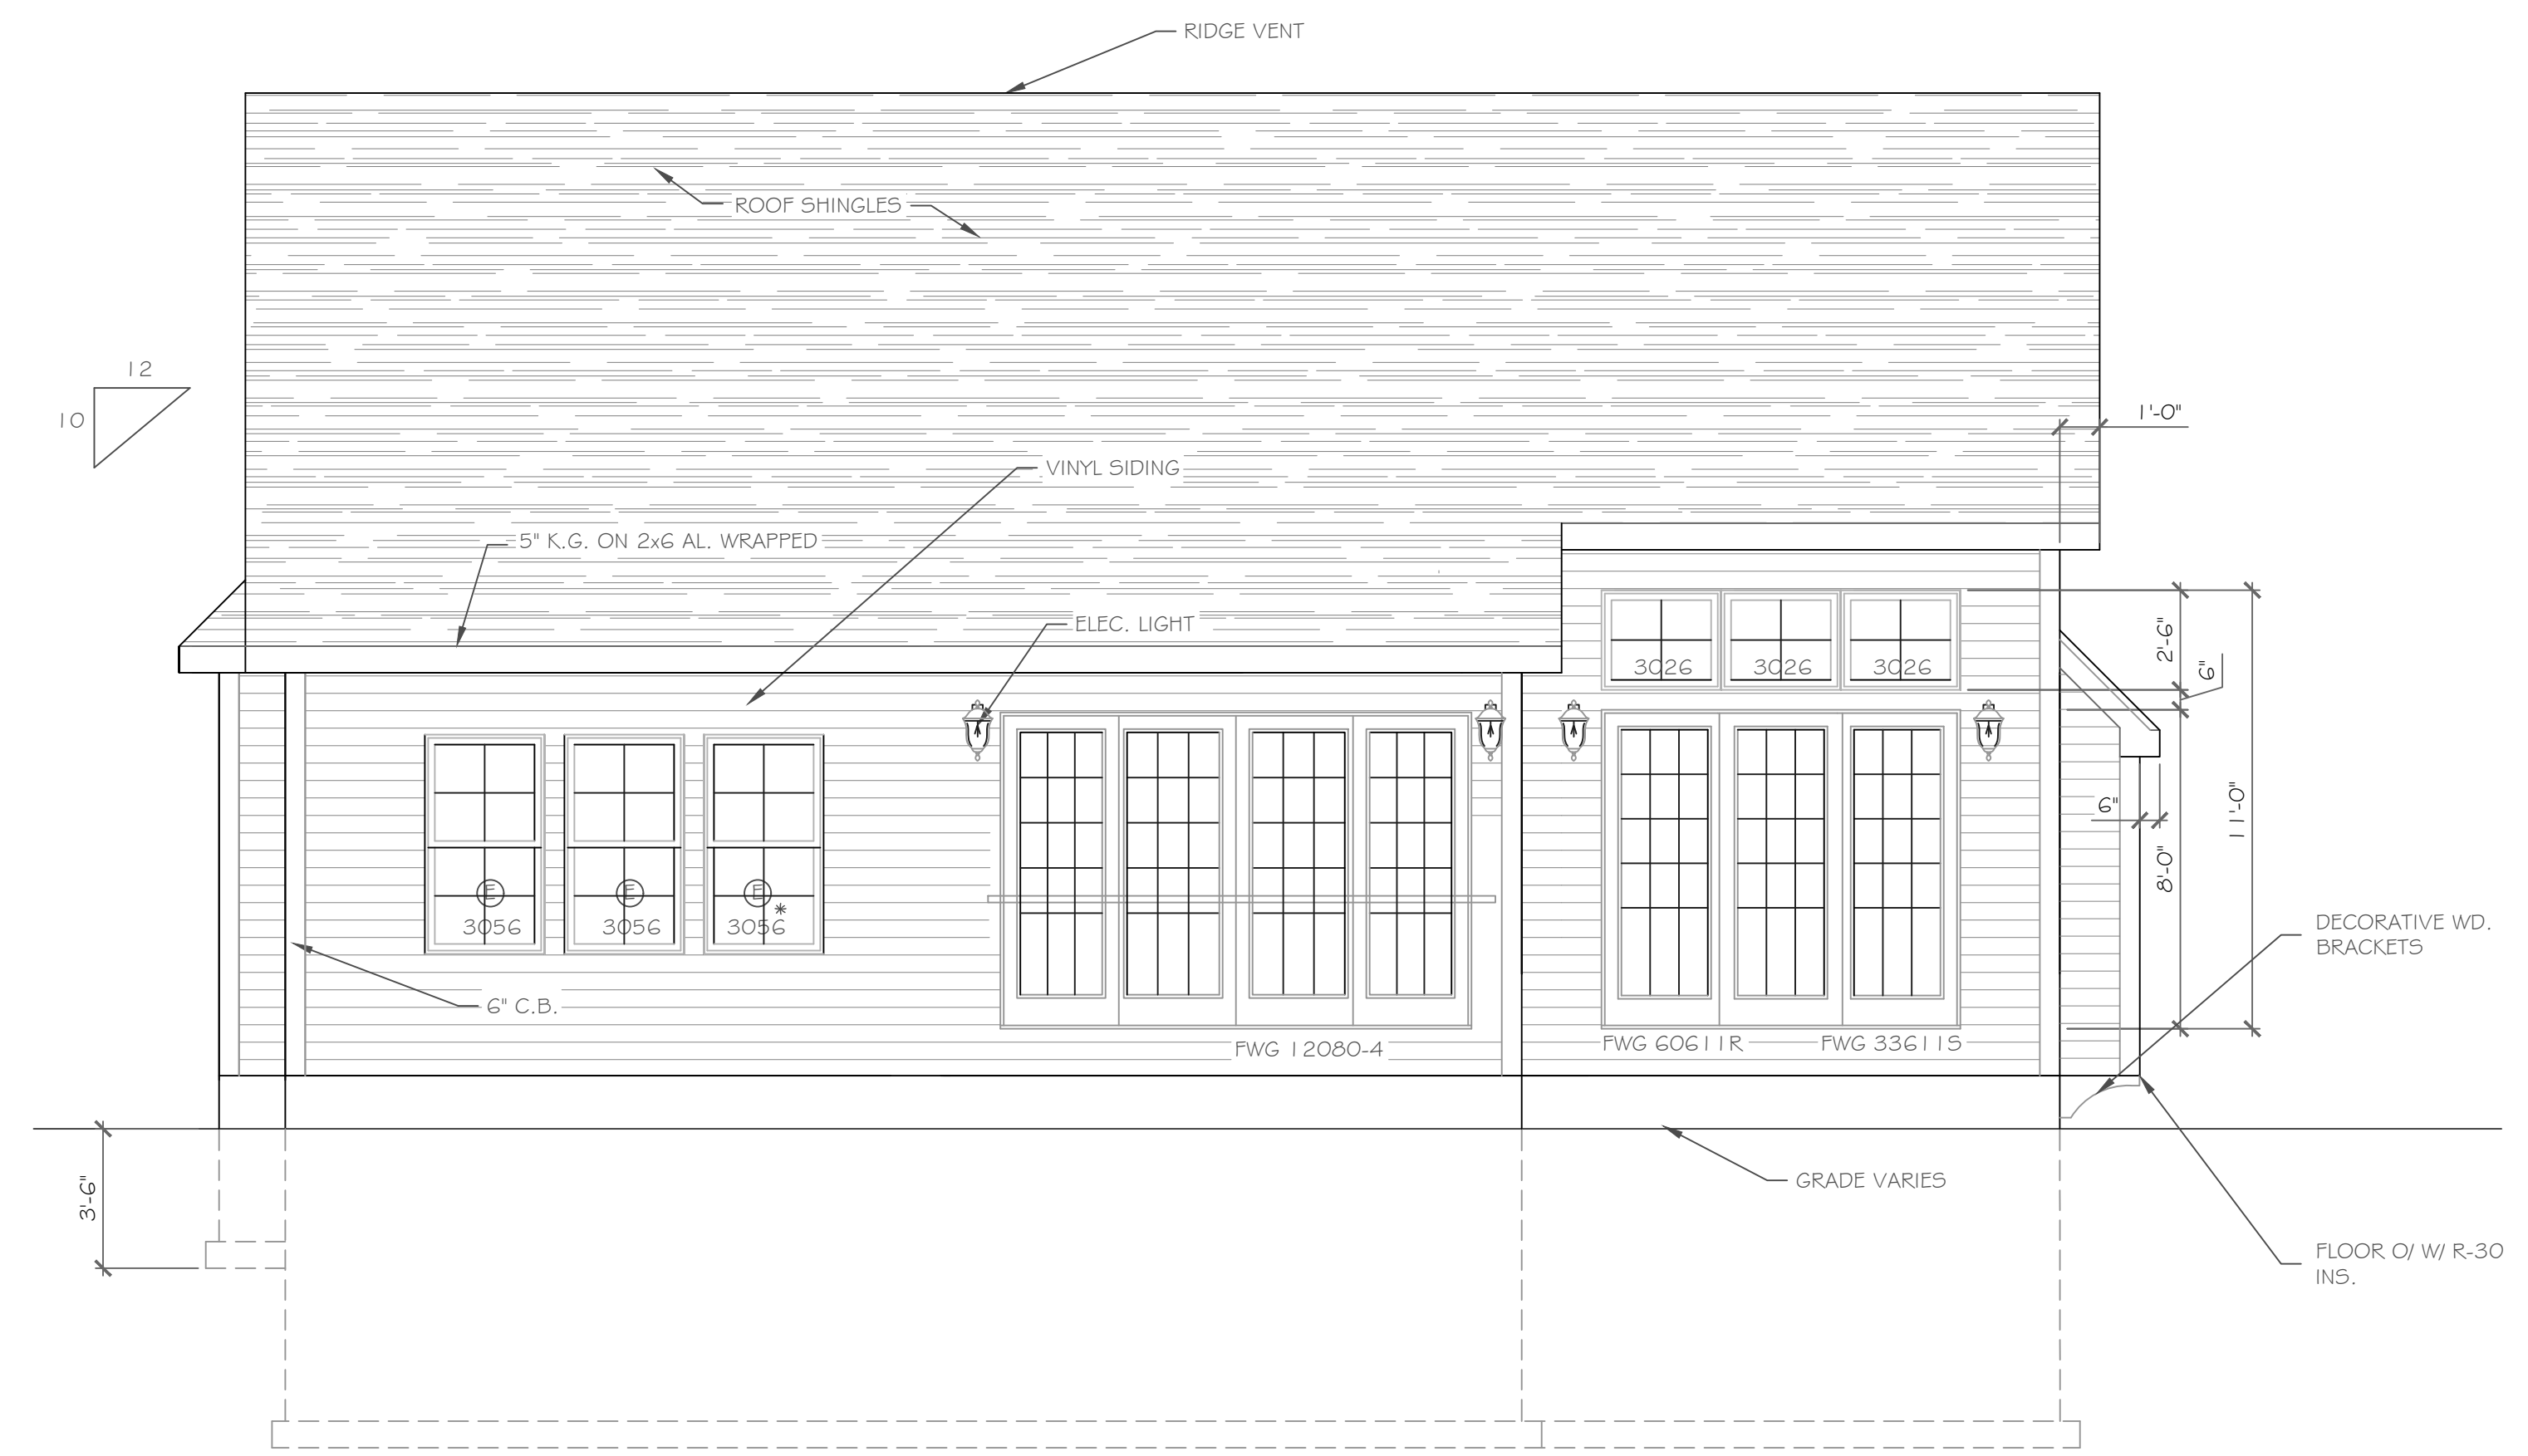 RIDGE VENT
ROOF SHINGLES
12
10
1'-0"
VINYL SIDING
5" K.G. ON 2x6 AL. WRAPPED
ELEC. LIGHT
2'-6"
6"
3026 3026 3026
11'-0"
6"
8'-0"
E E E
*
3056 3056 3056
DECORATIVE WD.
BRACKETS
6" C.B.
FWG 12080-4
FWG 60611R FWG 33611S
GRADE VARIES
3'-6"
FLOOR O/ W/ R-30
INS.